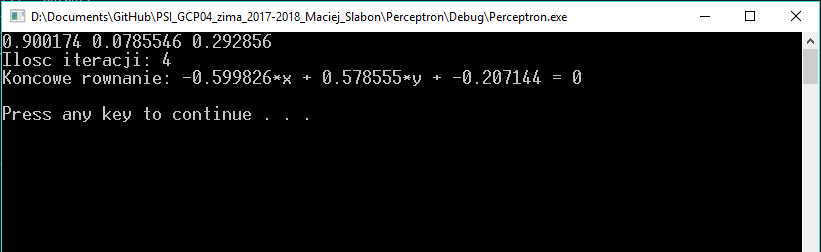 D:\Documents\GitHub\PSI_GCP04_zima_2017-2018_Maciej_Slabon\Perceptron\Debug\Perceptron.exe
0.900174 0.0785546 0.292856
Ilosc iteracji: 4
Koncowe rownanie: -0.599826*x + 0.578555*y + -0.207144 = 0
Press any key to continue . . .